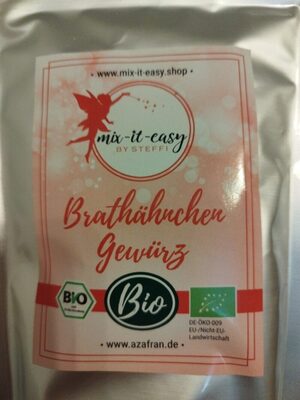 • www.mix-it-easy.shop •
mix-it-easy
BY STEFFI
Brathähnchen
Gewürz
BIO
Bio
DE-ÖKO-009
EU-/Nicht-EU-
Landwirtschaft
• www.azafran.de •